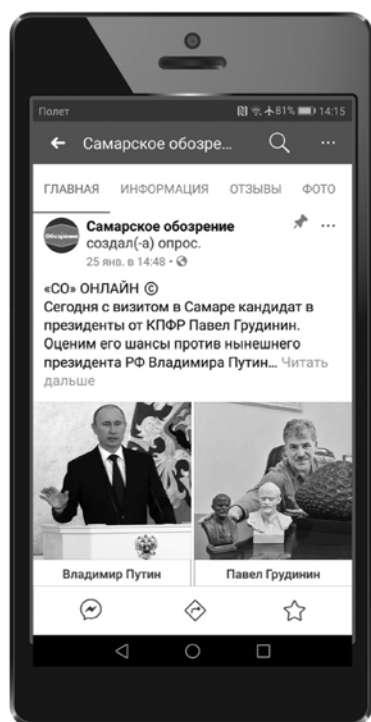 Полет 81% 14:15
Самарское обозре...
ГЛАВНАЯ ИНФОРМАЦИЯ ОТЗЫВЫ ФОТО
Обозрение
Самарское обозрение
создал(-а) опрос.
25 янв. в 14:48
«СО» ОНЛАЙН ©
Сегодня с визитом в Самаре кандидат в
президенты от КПФР Павел Грудинин.
Оценим его шансы против нынешнего
президента РФ Владимира Путин... Читать
дальше
Владимир Путин Павел Грудинин